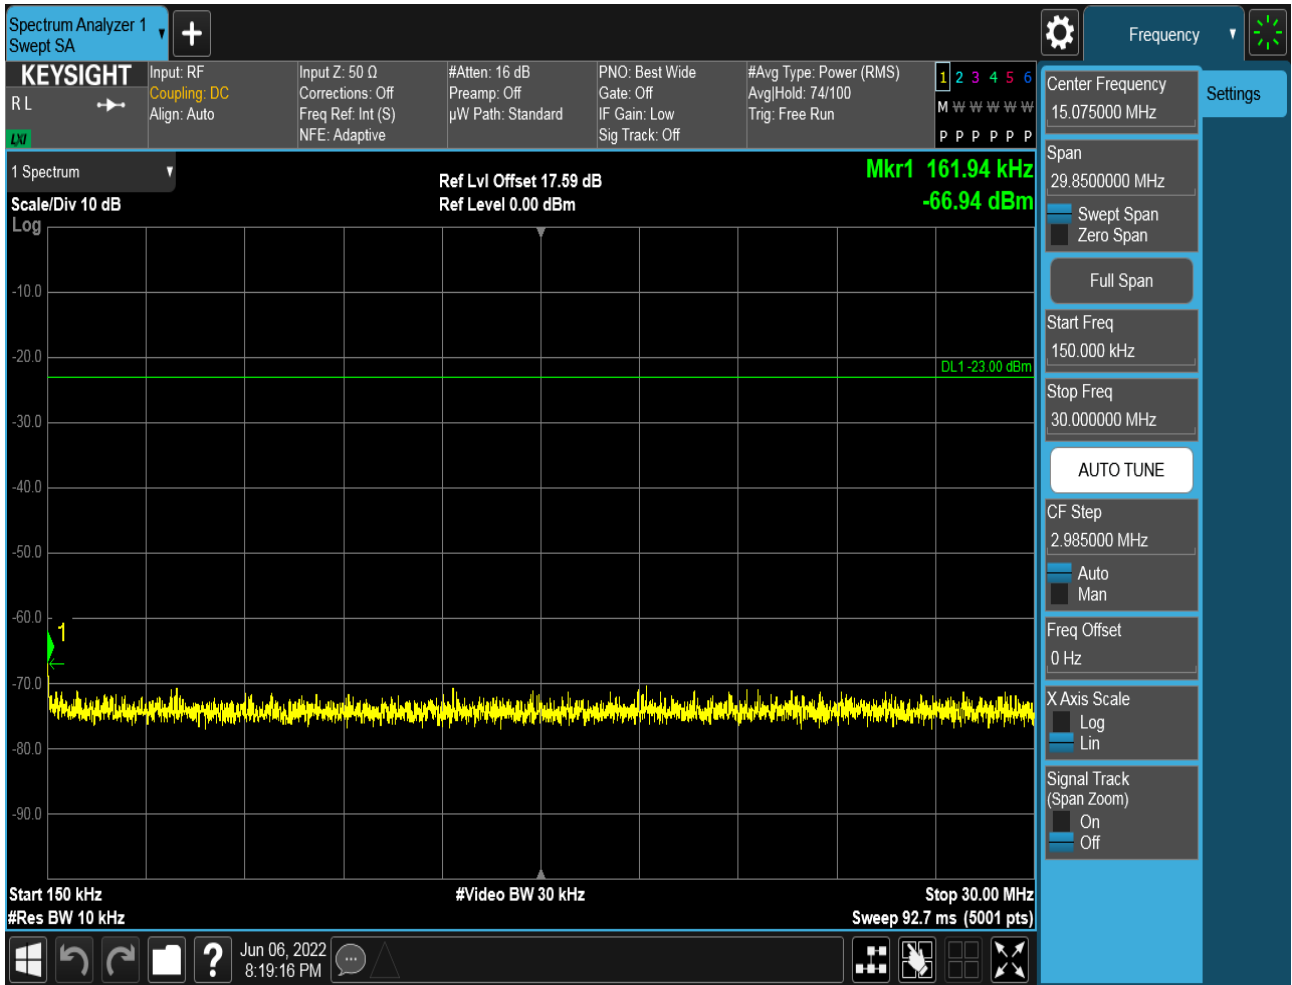 Spectrum Analyzer 1
Swept SA
Frequency
KEYSIGHT
R L
LXI
Input: RF
Coupling: DC
Align: Auto
Input Z: 50 Ω
Corrections: Off
Freq Ref: Int (S)
NFE: Adaptive
#Atten: 16 dB
Preamp: Off
µW Path: Standard
PNO: Best Wide
Gate: Off
IF Gain: Low
Sig Track: Off
#Avg Type: Power (RMS)
Avg|Hold: 74/100
Trig: Free Run
1 2 3 4 5 6
M W W W W W
P P P P P P
1 Spectrum
Scale/Div 10 dB
Log
Ref Lvl Offset 17.59 dB
Ref Level 0.00 dBm
Mkr1 161.94 kHz
-66.94 dBm
-10.0
-20.0
DL1 -23.00 dBm
-30.0
-40.0
-50.0
-60.0
1
-70.0
-80.0
-90.0
Start 150 kHz
#Video BW 30 kHz
Stop 30.00 MHz
#Res BW 10 kHz
Sweep 92.7 ms (5001 pts)
?
Jun 06, 2022
8:19:16 PM
Center Frequency
15.075000 MHz
Span
29.8500000 MHz
Swept Span
Zero Span
Full Span
Start Freq
150.000 kHz
Stop Freq
30.000000 MHz
AUTO TUNE
CF Step
2.985000 MHz
Auto
Man
Freq Offset
0 Hz
X Axis Scale
Log
Lin
Signal Track
(Span Zoom)
On
Off
Settings